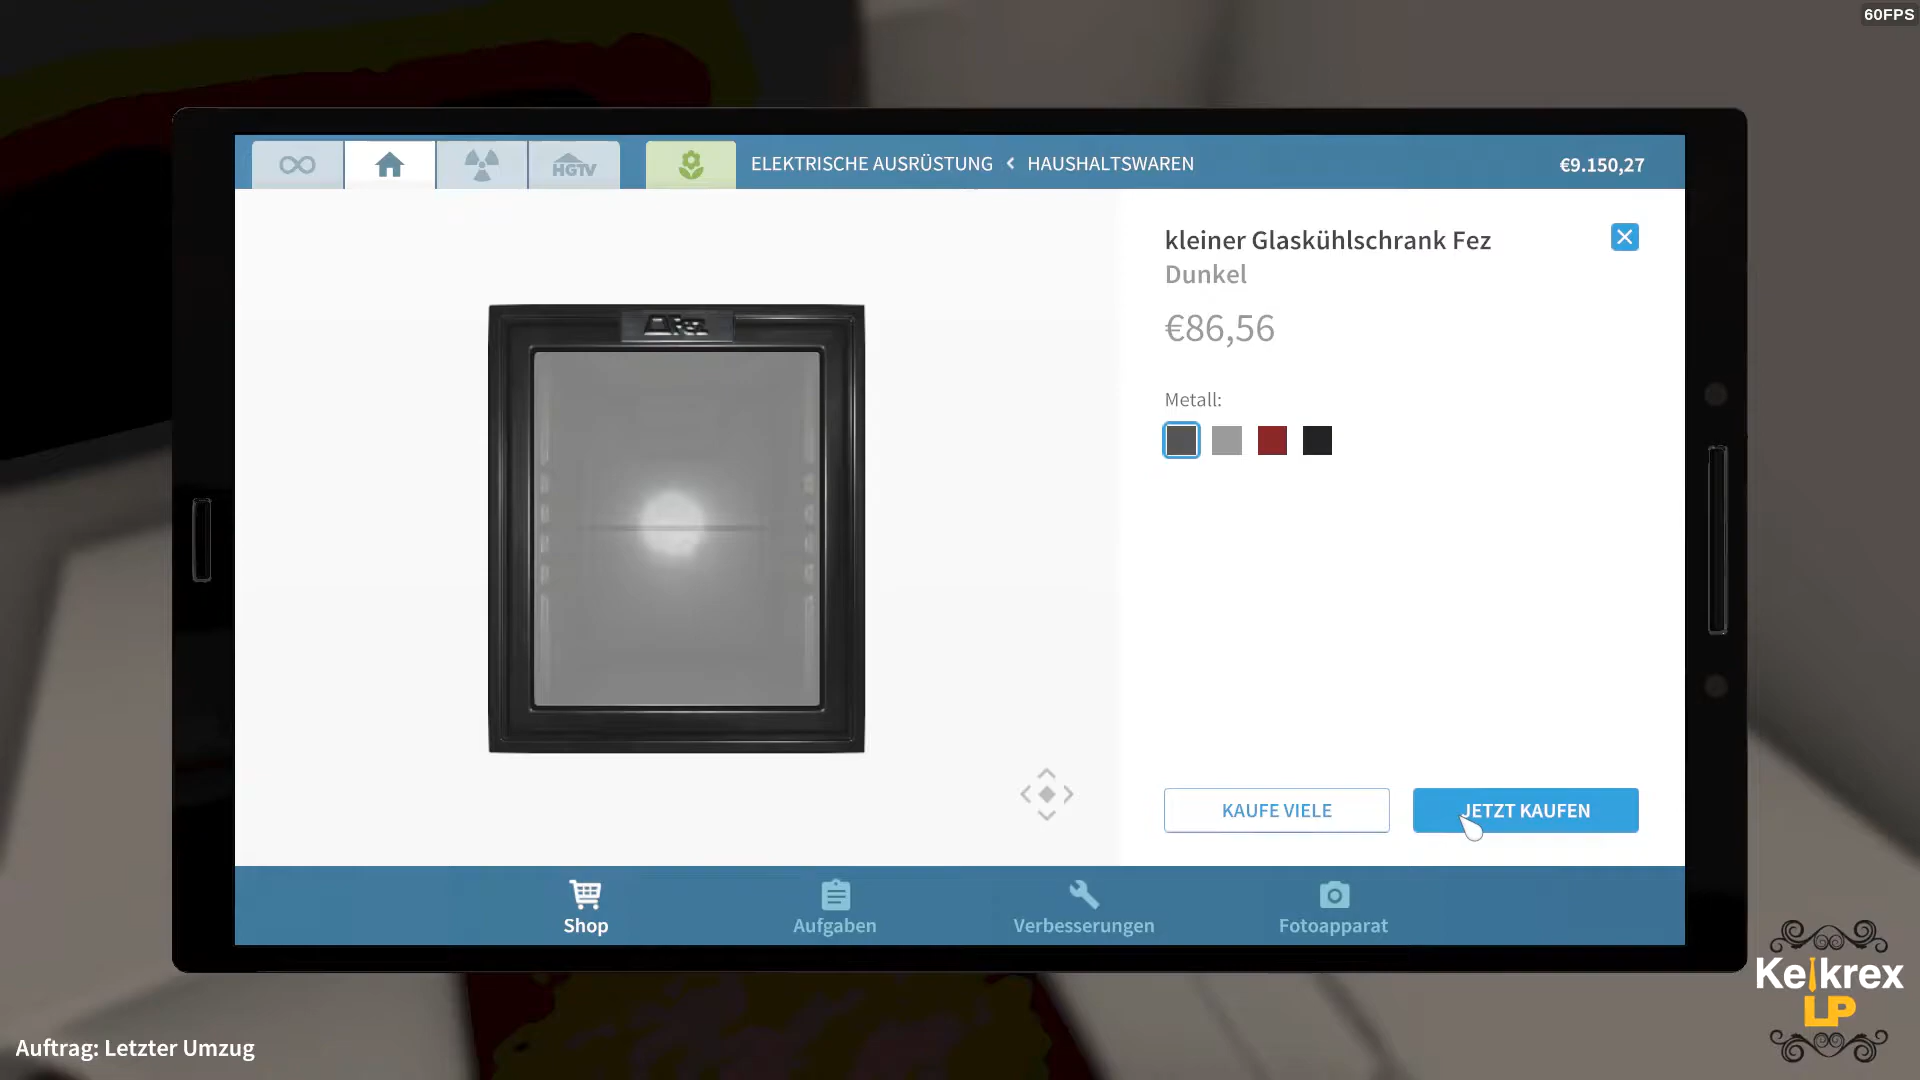 60FPS
HGTV
ELEKTRISCHE AUSRÜSTUNG < HAUSHALTSWAREN
€9.150,27
kleiner Glaskühlschrank Fez
Dunkel
€86,56
Fez
Metall:
KAUFE VIELE
JETZT KAUFEN
Shop
Aufgaben
Verbesserungen
Fotoapparat
Kelkrex
LP
Auftrag: Letzter Umzug